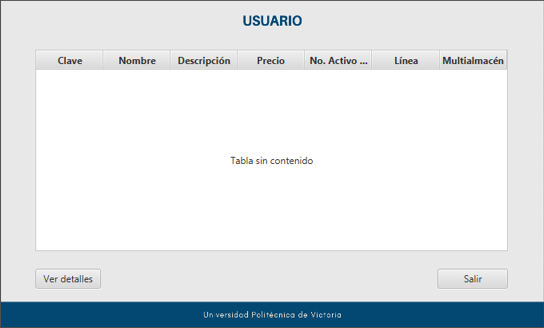 USUARIO
Clave Nombre Descripción Precio No. Activo ... Línea Multialmacén
Tabla sin contenido
Ver detalles Salir
Universidad Politécnica de Victoria